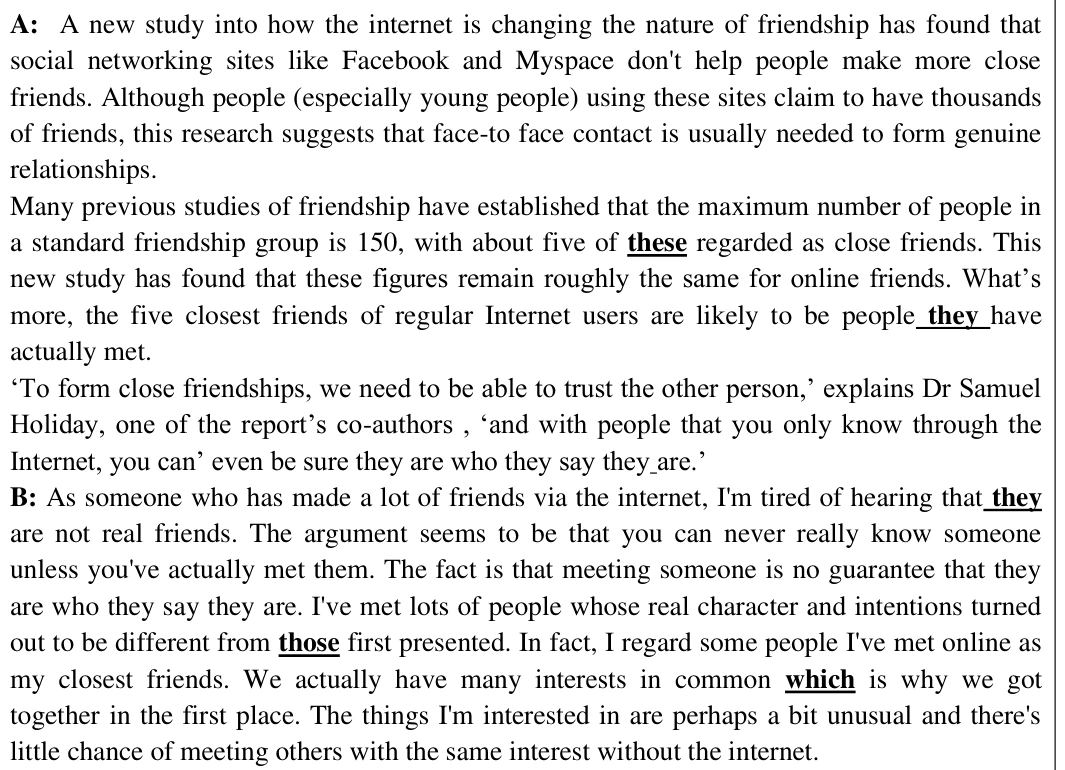 A: A new study into how the internet is changing the nature of friendship has found that
social networking sites like Facebook and Myspace don't help people make more close
friends. Although people (especially young people) using these sites claim to have thousands
of friends, this research suggests that face-to face contact is usually needed to form genuine
relationships.
Many previous studies of friendship have established that the maximum number of people in
a standard friendship group is 150, with about five of these regarded as close friends. This
new study has found that these figures remain roughly the same for online friends. What’s
more, the five closest friends of regular Internet users are likely to be people they have
actually met.
‘To form close friendships, we need to be able to trust the other person,’ explains Dr Samuel
Holiday, one of the report’s co-authors , ‘and with people that you only know through the
Internet, you can’ even be sure they are who they say they are.’
B: As someone who has made a lot of friends via the internet, I'm tired of hearing that they
are not real friends. The argument seems to be that you can never really know someone
unless you've actually met them. The fact is that meeting someone is no guarantee that they
are who they say they are. I've met lots of people whose real character and intentions turned
out to be different from those first presented. In fact, I regard some people I've met online as
my closest friends. We actually have many interests in common which is why we got
together in the first place. The things I'm interested in are perhaps a bit unusual and there's
little chance of meeting others with the same interest without the internet.